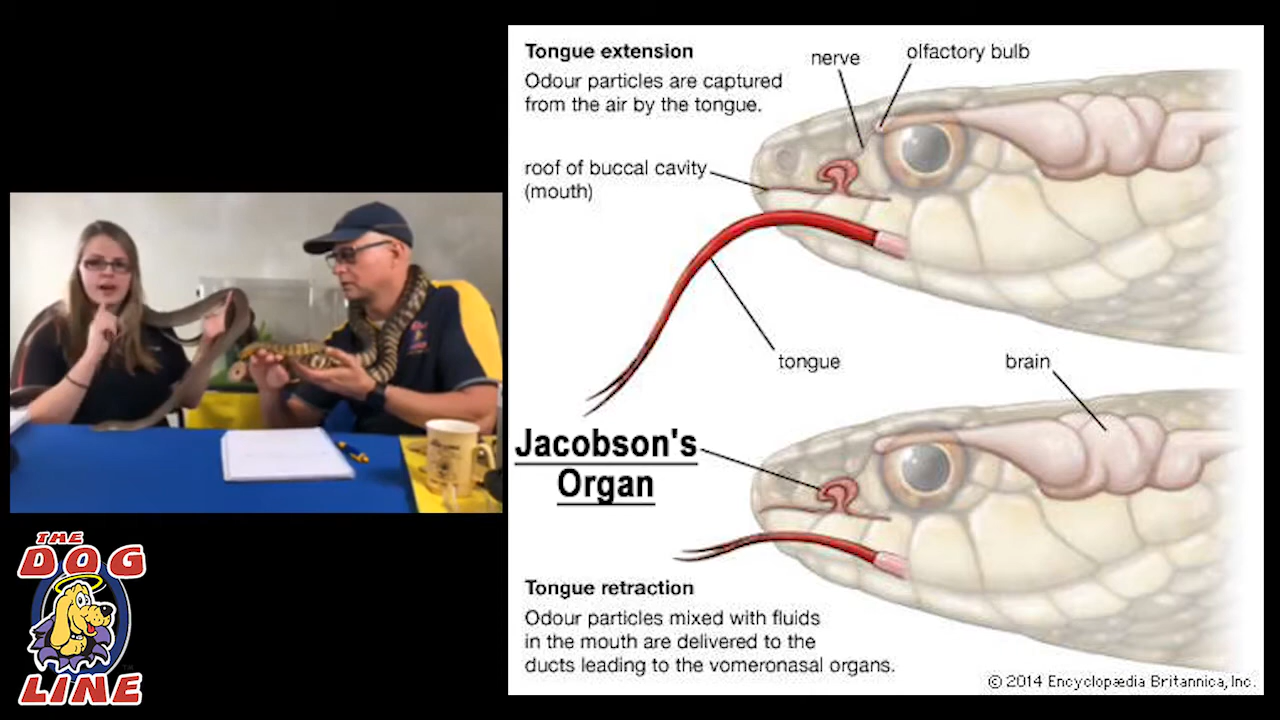 Tongue extension
Odour particles are captured
from the air by the tongue.
nerve
olfactory bulb
roof of buccal cavity
(mouth)
tongue
brain
Jacobson's
Organ
Tongue retraction
Odour particles mixed with fluids
in the mouth are delivered to the
ducts leading to the vomeronasal organs.
© 2014 Encyclopædia Britannica, Inc.
THE
DOG
LINE
TM